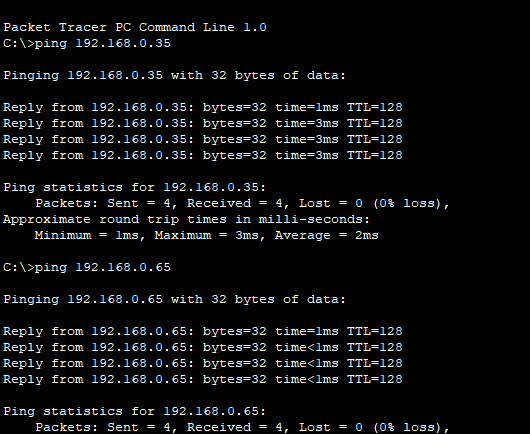 Packet Tracer PC Command Line 1.0
C:\>ping 192.168.0.35
Pinging 192.168.0.35 with 32 bytes of data:
Reply from 192.168.0.35: bytes=32 time=1ms TTL=128
Reply from 192.168.0.35: bytes=32 time=3ms TTL=128
Reply from 192.168.0.35: bytes=32 time=3ms TTL=128
Reply from 192.168.0.35: bytes=32 time=3ms TTL=128
Ping statistics for 192.168.0.35:
Packets: Sent = 4, Received = 4, Lost = 0 (0% loss),
Approximate round trip times in milli-seconds:
Minimum = 1ms, Maximum = 3ms, Average = 2ms
C:\>ping 192.168.0.65
Pinging 192.168.0.65 with 32 bytes of data:
Reply from 192.168.0.65: bytes=32 time=1ms TTL=128
Reply from 192.168.0.65: bytes=32 time<1ms TTL=128
Reply from 192.168.0.65: bytes=32 time<1ms TTL=128
Reply from 192.168.0.65: bytes=32 time<1ms TTL=128
Ping statistics for 192.168.0.65:
Packets: Sent = 4, Received = 4, Lost = 0 (0% loss),